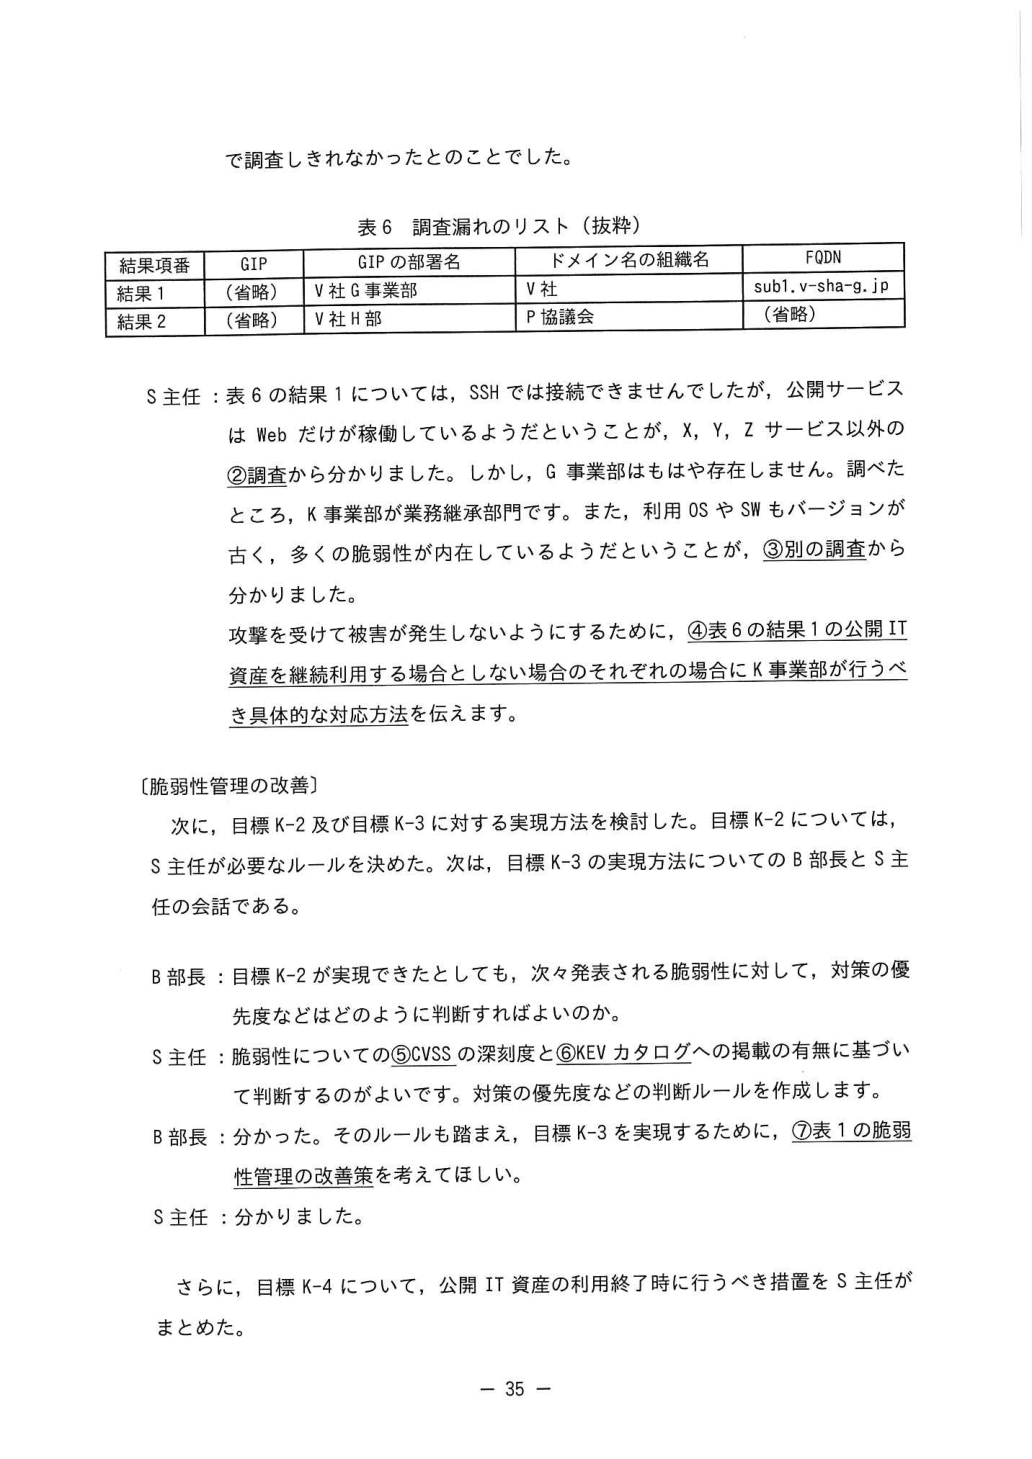 で調査しきれなかったとのことでした。
表6 調査漏れのリスト（抜粋）
結果項番 GIP GIPの部署名 ドメイン名の組織名 FQDN
結果1 （省略） V社G事業部 V社 sub1.v-sha-g.jp
結果2 （省略） V社H部 P協議会 （省略）
S主任：表6の結果1については，SSHでは接続できませんでしたが，公開サービス
はWebだけが稼働しているようだということが，X，Y，Zサービス以外の
②調査から分かりました。しかし，G事業部はもはや存在しません。調べた
ところ，K事業部が業務継承部門です。また，利用OSやSWもバージョンが
古く，多くの脆弱性が内在しているようだということが，③別の調査から
分かりました。
攻撃を受けて被害が発生しないようにするために，④表6の結果1の公開IT
資産を継続利用する場合としない場合のそれぞれの場合にK事業部が行うべ
き具体的な対応方法を伝えます。
〔脆弱性管理の改善〕
次に，目標K-2及び目標K-3に対する実現方法を検討した。目標K-2については，
S主任が必要なルールを決めた。次は，目標K-3の実現方法についてのB部長とS主
任の会話である。
B部長：目標K-2が実現できたとしても，次々発表される脆弱性に対して，対策の優
先度などはどのように判断すればよいのか。
S主任：脆弱性についての⑤CVSSの深刻度と⑥KEVカタログへの掲載の有無に基づい
て判断するのがよいです。対策の優先度などの判断ルールを作成します。
B部長：分かった。そのルールも踏まえ，目標K-3を実現するために，⑦表1の脆弱
性管理の改善策を考えてほしい。
S主任：分かりました。
さらに，目標K-4について，公開IT資産の利用終了時に行うべき措置をS主任が
まとめた。
－ 35 －